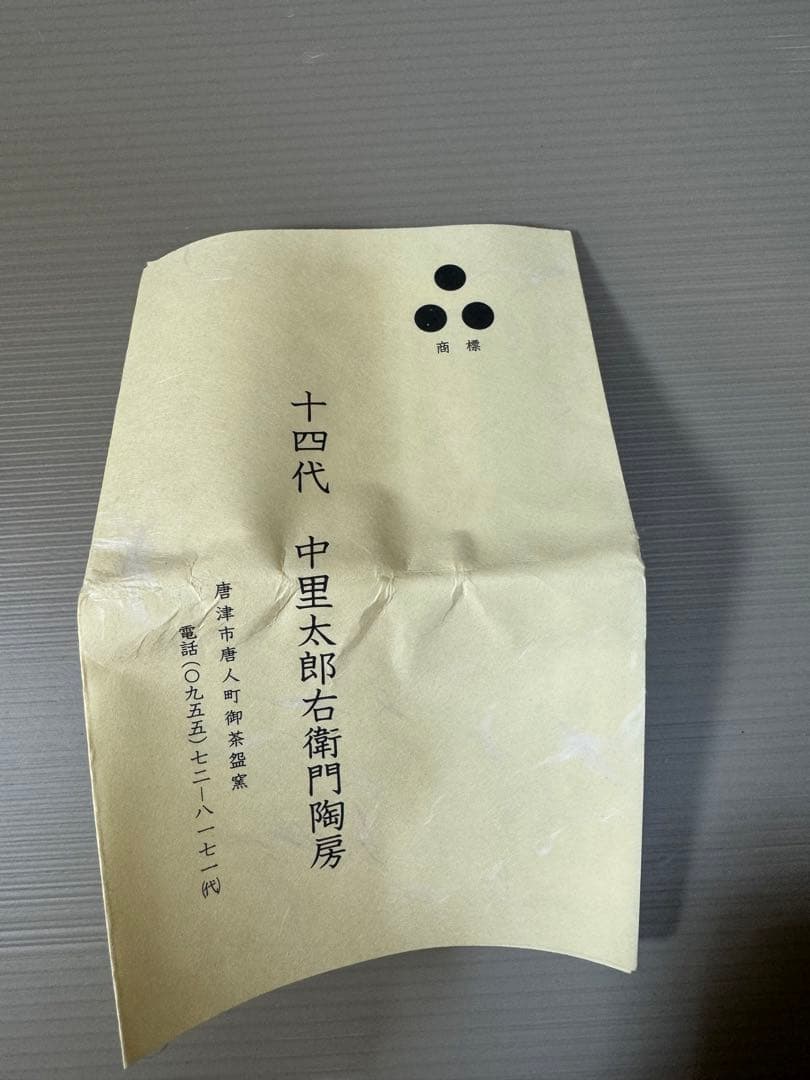 商標
十四代 中里太郎右衛門陶房
唐津市唐人町御茶盌窯
電話(〇九五五)七二―八一七一(代)